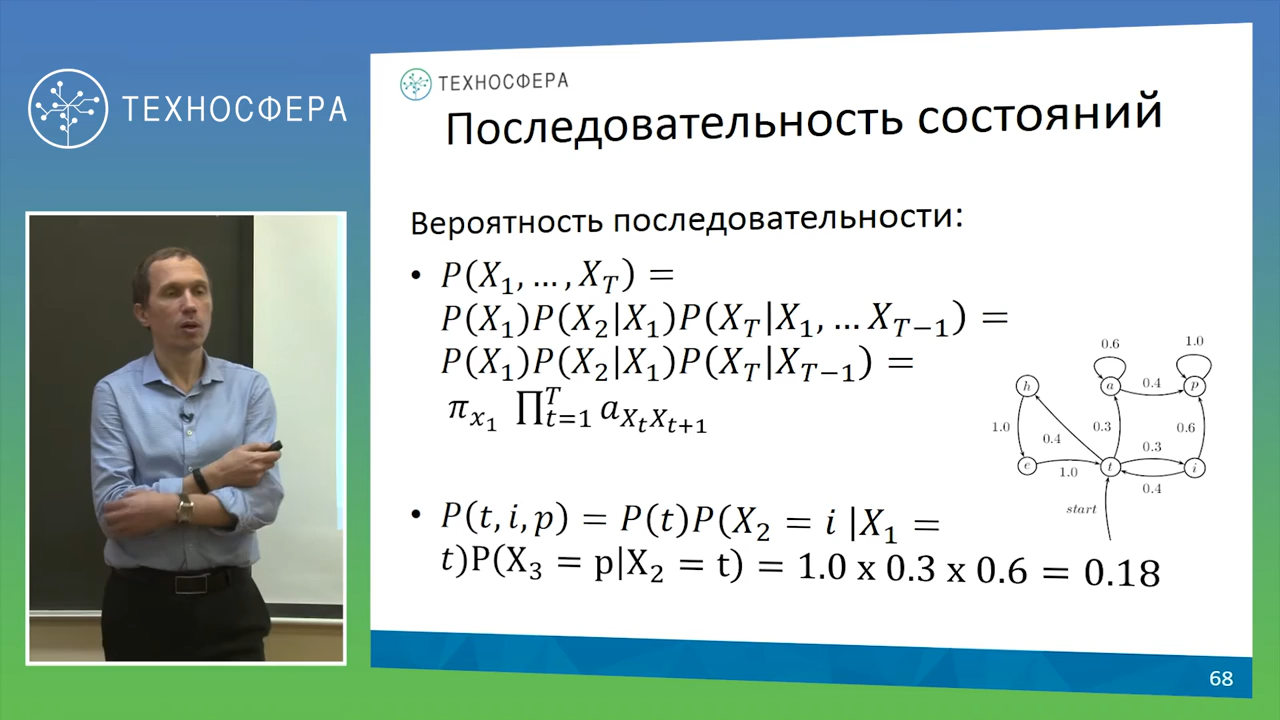 ТЕХНОСФЕРА
ТЕХНОСФЕРА
Последовательность состояний
Вероятность последовательности:
• P(X₁, … , X_T) =
P(X₁)P(X₂|X₁)P(X_T|X₁, … X_{T−1}) =
P(X₁)P(X₂|X₁)P(X_T|X_{T−1}) =
π_{x₁} ∏_{t=1}^{T} a_{X_t X_{t+1}}
• P(t, i, p) = P(t)P(X₂ = i |X₁ =
t)P(X₃ = p|X₂ = t) = 1.0 x 0.3 x 0.6 = 0.18
0.6
1.0
h
a
0.4
p
1.0
0.4
0.3
0.3
0.6
e
1.0
t
i
0.4
start
68